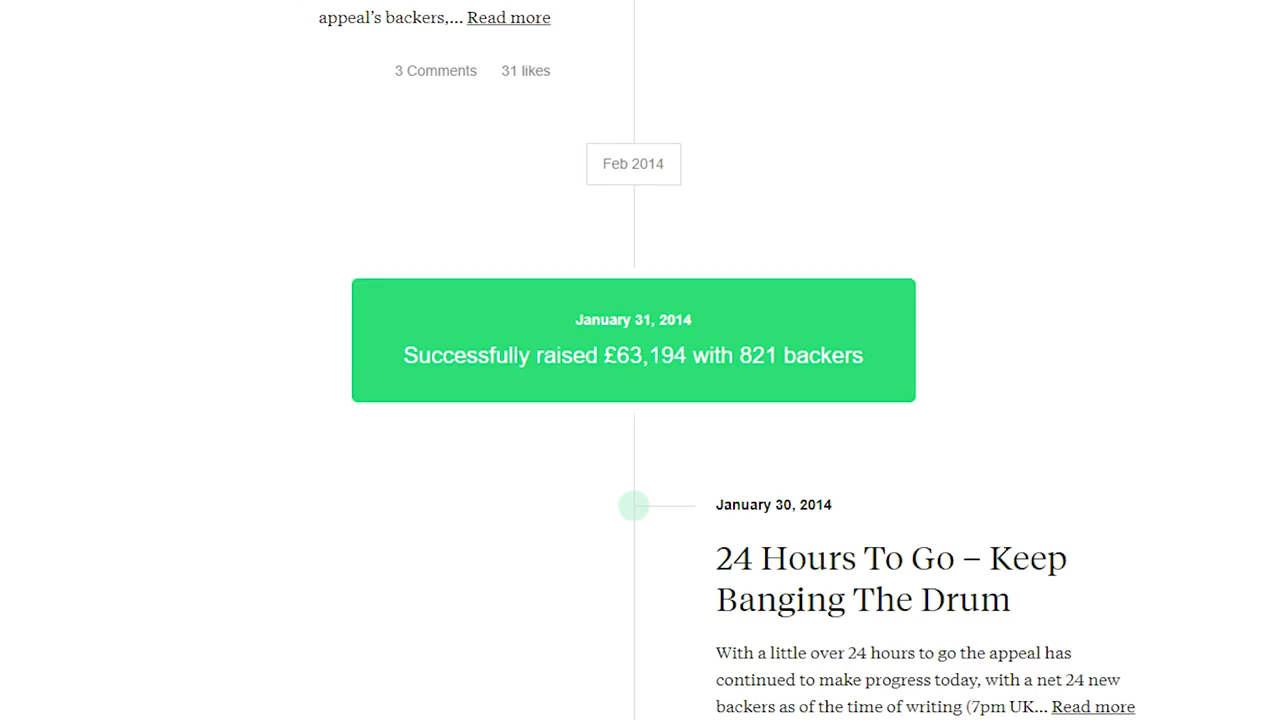 appeal’s backers,... Read more
3 Comments 31 likes
Feb 2014
January 31, 2014
Successfully raised £63,194 with 821 backers
January 30, 2014
24 Hours To Go – Keep
Banging The Drum
With a little over 24 hours to go the appeal has
continued to make progress today, with a net 24 new
backers as of the time of writing (7pm UK... Read more